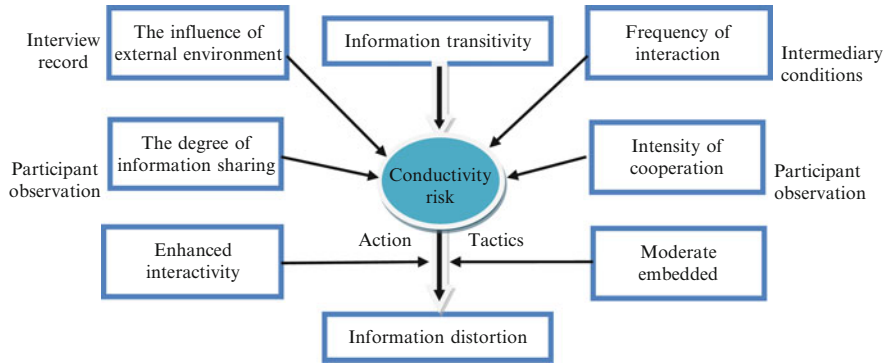 Interview
record
The influence of
external environment
Information transitivity
Frequency of
interaction
Intermediary
conditions
Participant
observation
The degree of
information sharing
Conductivity
risk
Intensity of
cooperation
Participant
observation
Enhanced
interactivity
Action
Tactics
Moderate
embedded
Information distortion